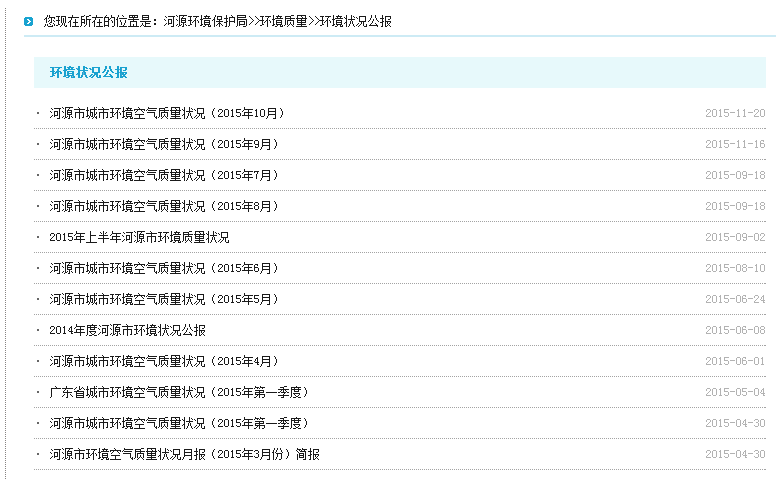 您现在所在的位置是：河源环境保护局>>环境质量>>环境状况公报
环境状况公报
· 河源市城市环境空气质量状况（2015年10月） 2015-11-20
· 河源市城市环境空气质量状况（2015年9月） 2015-11-16
· 河源市城市环境空气质量状况（2015年7月） 2015-09-18
· 河源市城市环境空气质量状况（2015年8月） 2015-09-18
· 2015年上半年河源市环境质量状况 2015-09-02
· 河源市城市环境空气质量状况（2015年6月） 2015-08-10
· 河源市城市环境空气质量状况（2015年5月） 2015-06-24
· 2014年度河源市环境状况公报 2015-06-08
· 河源市城市环境空气质量状况（2015年4月） 2015-06-01
· 广东省城市环境空气质量状况（2015年第一季度） 2015-05-04
· 河源市城市环境空气质量状况（2015年第一季度） 2015-04-30
· 河源市环境空气质量状况月报（2015年3月份）简报 2015-04-30